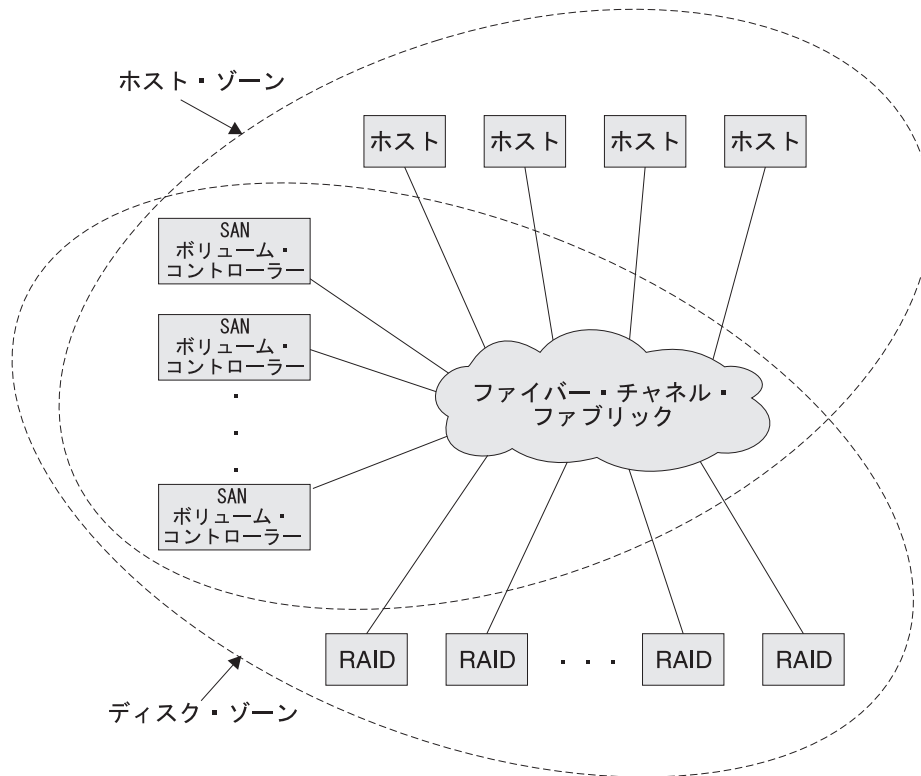 ホスト・ゾーン
ホスト
ホスト
ホスト
ホスト
SAN
ボリューム・
コントローラー
SAN
ボリューム・
コントローラー
ファイバー・チャネル・
ファブリック
SAN
ボリューム・
コントローラー
RAID
RAID
・・・
RAID
RAID
ディスク・ゾーン